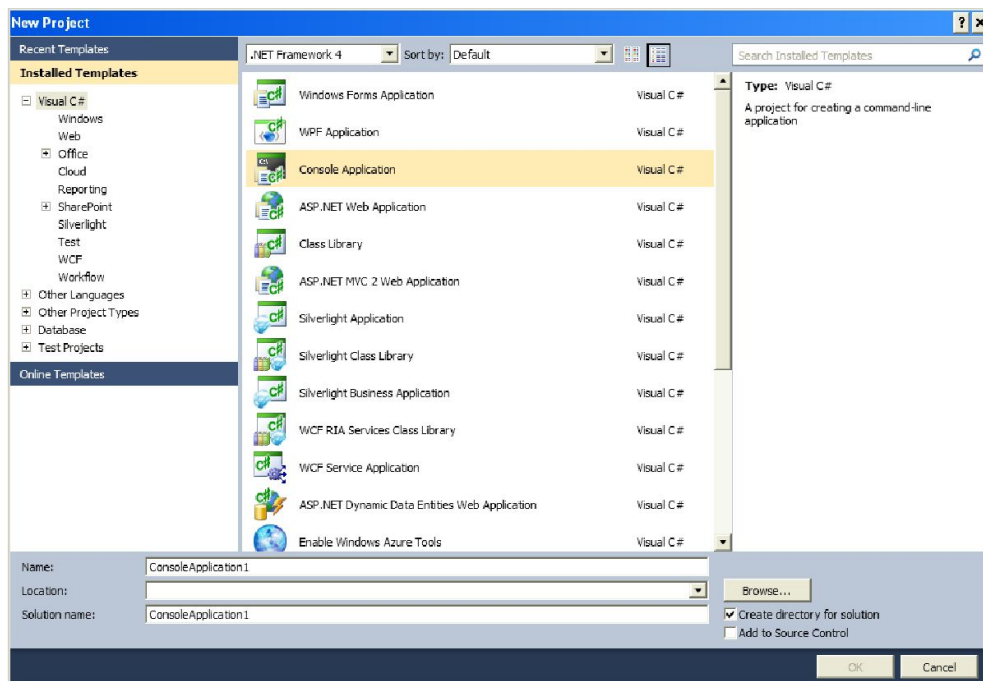 New Project
Recent Templates
Installed Templates
Visual C#
Windows
Web
Office
Cloud
Reporting
SharePoint
Silverlight
Test
WCF
Workflow
Other Languages
Other Project Types
Database
Test Projects
Online Templates
.NET Framework 4 Sort by: Default
Windows Forms Application Visual C#
WPF Application Visual C#
Console Application Visual C#
ASP.NET Web Application Visual C#
Class Library Visual C#
ASP.NET MVC 2 Web Application Visual C#
Silverlight Application Visual C#
Silverlight Class Library Visual C#
Silverlight Business Application Visual C#
WCF RIA Services Class Library Visual C#
WCF Service Application Visual C#
ASP.NET Dynamic Data Entities Web Application Visual C#
Enable Windows Azure Tools Visual C#
Search Installed Templates
Type: Visual C#
A project for creating a command-line
application
Name: ConsoleApplication1
Location: Browse...
Solution name: ConsoleApplication1
Create directory for solution
Add to Source Control
OK Cancel